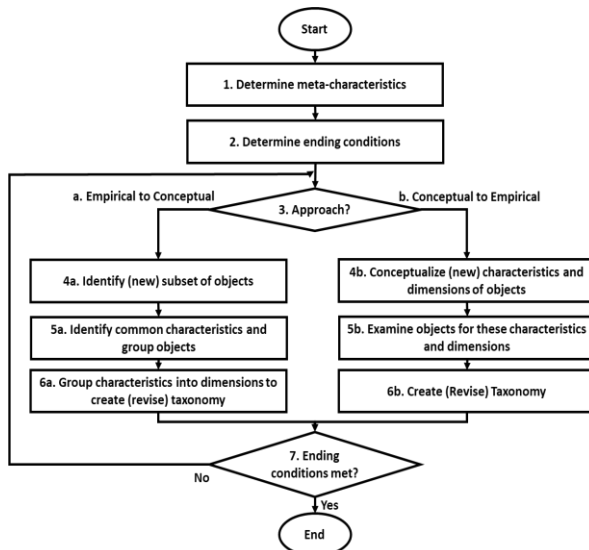 Start
1. Determine meta-characteristics
2. Determine ending conditions
a. Empirical to Conceptual
b. Conceptual to Empirical
3. Approach?
4a. Identify (new) subset of objects
4b. Conceptualize (new) characteristics and
dimensions of objects
5a. Identify common characteristics and
group objects
5b. Examine objects for these characteristics
and dimensions
6a. Group characteristics into dimensions to
create (revise) taxonomy
6b. Create (Revise) Taxonomy
7. Ending
conditions met?
No
Yes
End